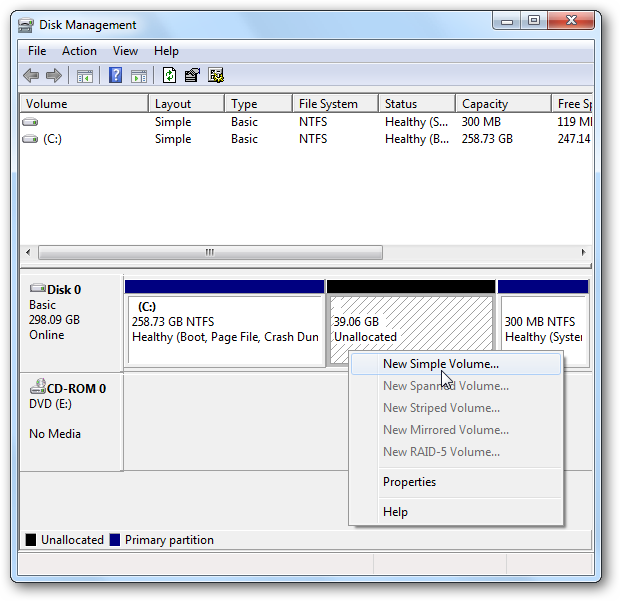 Disk Management
File Action View Help
Volume Layout Type File System Status Capacity Free Sp
Simple Basic NTFS Healthy (S... 300 MB 119 MB
(C:) Simple Basic NTFS Healthy (B... 258.73 GB 247.14
Disk 0
Basic
298.09 GB
Online
(C:)
258.73 GB NTFS
Healthy (Boot, Page File, Crash Dun
39.06 GB
Unallocated
300 MB NTFS
Healthy (Syster
CD-ROM 0
DVD (E:)
No Media
New Simple Volume...
New Spanned Volume...
New Striped Volume...
New Mirrored Volume...
New RAID-5 Volume...
Properties
Help
Unallocated Primary partition